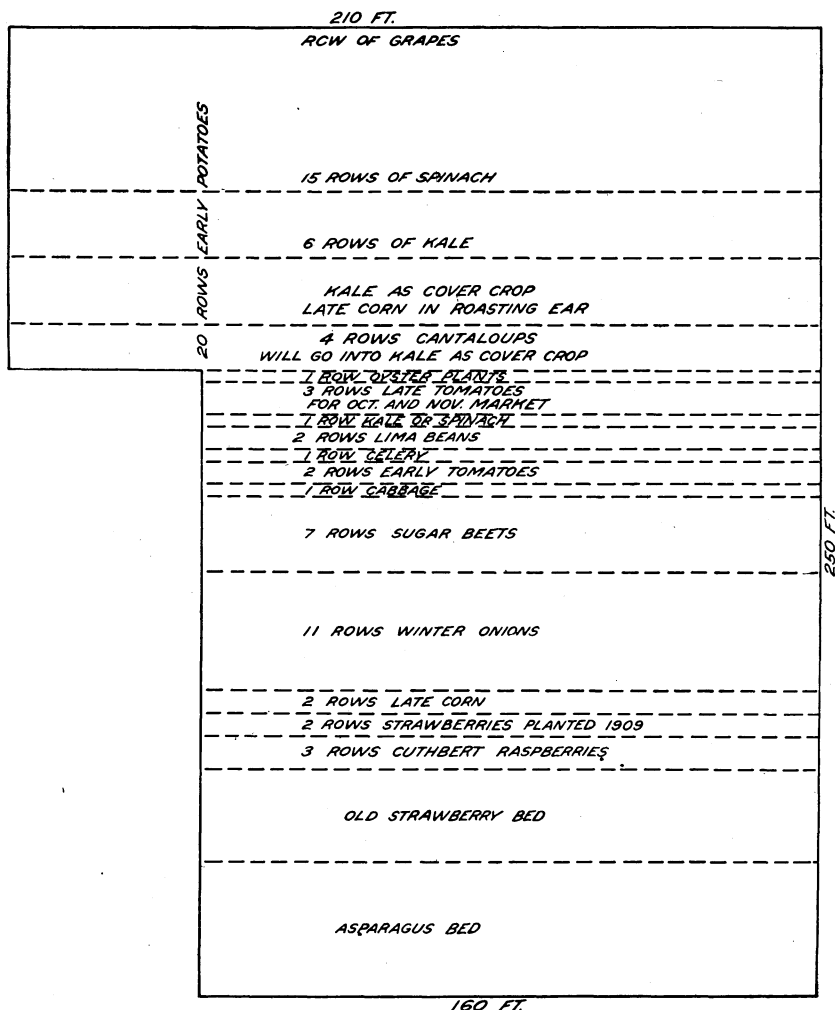 210 FT.
RCW OF GRAPES
20 ROWS EARLY POTATOES
15 ROWS OF SPINACH
6 ROWS OF KALE
KALE AS COVER CROP
LATE CORN IN ROASTING EAR
4 ROWS CANTALOUPS
WILL GO INTO KALE AS COVER CROP
1 ROW OYSTER PLANTS
3 ROWS LATE TOMATOES
FOR OCT. AND NOV. MARKET
1 ROW KALE OR SPINACH
2 ROWS LIMA BEANS
1 ROW CELERY
2 ROWS EARLY TOMATOES
1 ROW CABBAGE
7 ROWS SUGAR BEETS
250 FT.
11 ROWS WINTER ONIONS
2 ROWS LATE CORN
2 ROWS STRAWBERRIES PLANTED 1909
3 ROWS CUTHBERT RASPBERRIES
OLD STRAWBERRY BED
ASPARAGUS BED
160 FT.